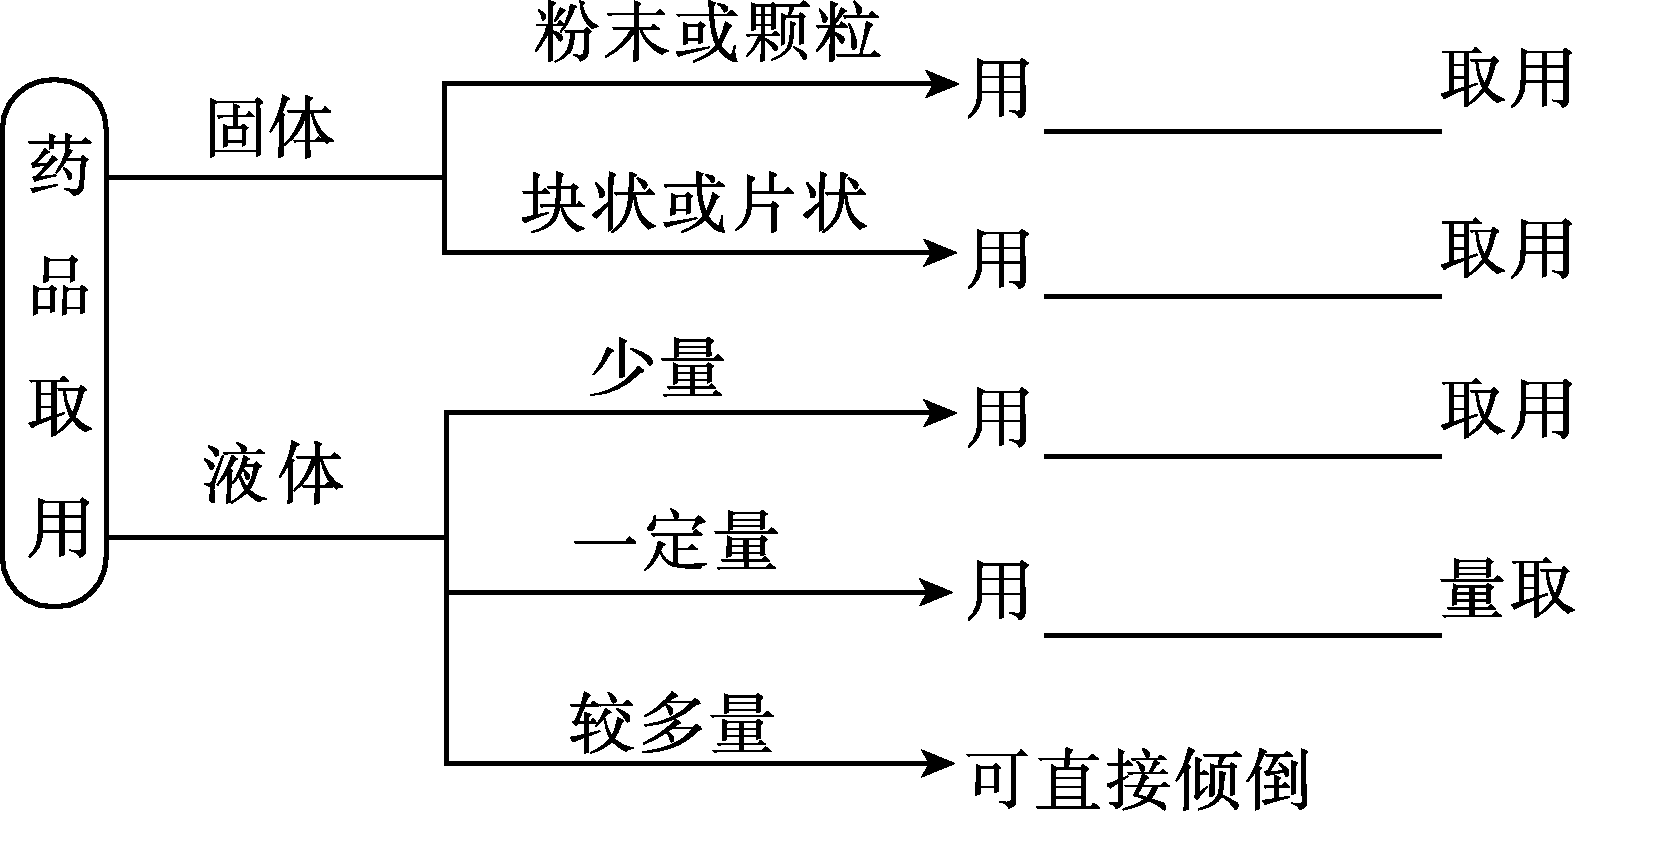 药品取用
固体
粉末或颗粒
用 取用
块状或片状
用 取用
液体
少量
用 取用
一定量
用 量取
较多量
可直接倾倒